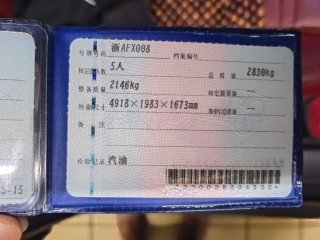 号牌号码 浙AFX008 档案编号
核定载人数 5人 总质量 2830kg
整备质量 2146kg 核定载质量 --
外廓尺寸 4918×1983×1673mm 准牵引总质量 --
备注
检验记录 汽油